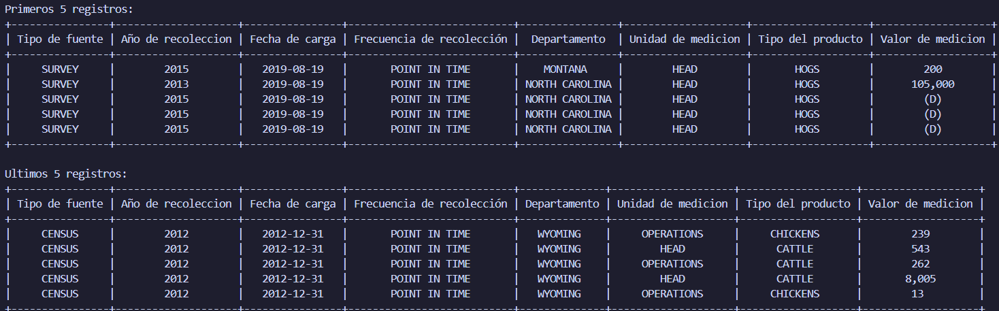 Primeros 5 registros:
+----------------+--------------------+----------------+---------------------------+----------------+--------------------+-------------------+-------------------+
| Tipo de fuente | Año de recoleccion | Fecha de carga | Frecuencia de recolección |  Departamento  | Unidad de medicion | Tipo del producto | Valor de medicion |
+----------------+--------------------+----------------+---------------------------+----------------+--------------------+-------------------+-------------------+
|     SURVEY     |        2015        |   2019-08-19   |       POINT IN TIME       |    MONTANA     |        HEAD        |       HOGS        |        200        |
|     SURVEY     |        2013        |   2019-08-19   |       POINT IN TIME       | NORTH CAROLINA |        HEAD        |       HOGS        |      105,000      |
|     SURVEY     |        2015        |   2019-08-19   |       POINT IN TIME       | NORTH CAROLINA |        HEAD        |       HOGS        |        (D)        |
|     SURVEY     |        2015        |   2019-08-19   |       POINT IN TIME       | NORTH CAROLINA |        HEAD        |       HOGS        |        (D)        |
|     SURVEY     |        2015        |   2019-08-19   |       POINT IN TIME       | NORTH CAROLINA |        HEAD        |       HOGS        |        (D)        |
+----------------+--------------------+----------------+---------------------------+----------------+--------------------+-------------------+-------------------+
Ultimos 5 registros:
+----------------+--------------------+----------------+---------------------------+--------------+--------------------+-------------------+-------------------+
| Tipo de fuente | Año de recoleccion | Fecha de carga | Frecuencia de recolección | Departamento | Unidad de medicion | Tipo del producto | Valor de medicion |
+----------------+--------------------+----------------+---------------------------+--------------+--------------------+-------------------+-------------------+
|     CENSUS     |        2012        |   2012-12-31   |       POINT IN TIME       |   WYOMING    |     OPERATIONS     |     CHICKENS      |        239        |
|     CENSUS     |        2012        |   2012-12-31   |       POINT IN TIME       |   WYOMING    |        HEAD        |      CATTLE       |        543        |
|     CENSUS     |        2012        |   2012-12-31   |       POINT IN TIME       |   WYOMING    |     OPERATIONS     |      CATTLE       |        262        |
|     CENSUS     |        2012        |   2012-12-31   |       POINT IN TIME       |   WYOMING    |        HEAD        |      CATTLE       |       8,005       |
|     CENSUS     |        2012        |   2012-12-31   |       POINT IN TIME       |   WYOMING    |     OPERATIONS     |     CHICKENS      |        13         |
+----------------+--------------------+----------------+---------------------------+--------------+--------------------+-------------------+-------------------+